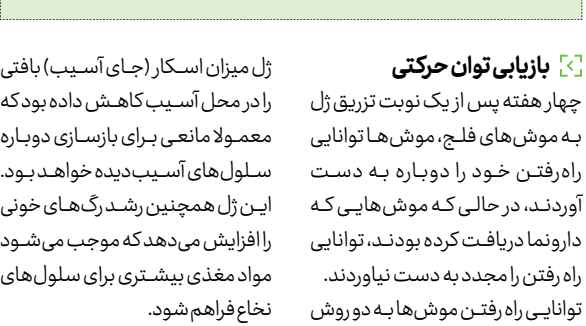 بازیابی توان حرکتی
چهار هفته پس از یک نوبت تزریق ژل
به موش‌های فلج، موش‌ها توانایی
راه‌رفتن خود را دوباره به دست
آوردند، در حالی که موش‌هایی که
دارونما دریافت کرده بودند، توانایی
راه رفتن را مجدد به دست نیاوردند.
توانایی راه رفتن موش‌ها به دو روش
ژل میزان اسکار (جای آسیب) بافتی
را در محل آسیب کاهش داده بود که
معمولا مانعی برای بازسازی دوباره
سلول‌های آسیب‌دیده خواهد بود.
این ژل همچنین رشد رگ‌های خونی
را افزایش می‌دهد که موجب می‌شود
مواد مغذی بیشتری برای سلول‌های
نخاع فراهم شود.